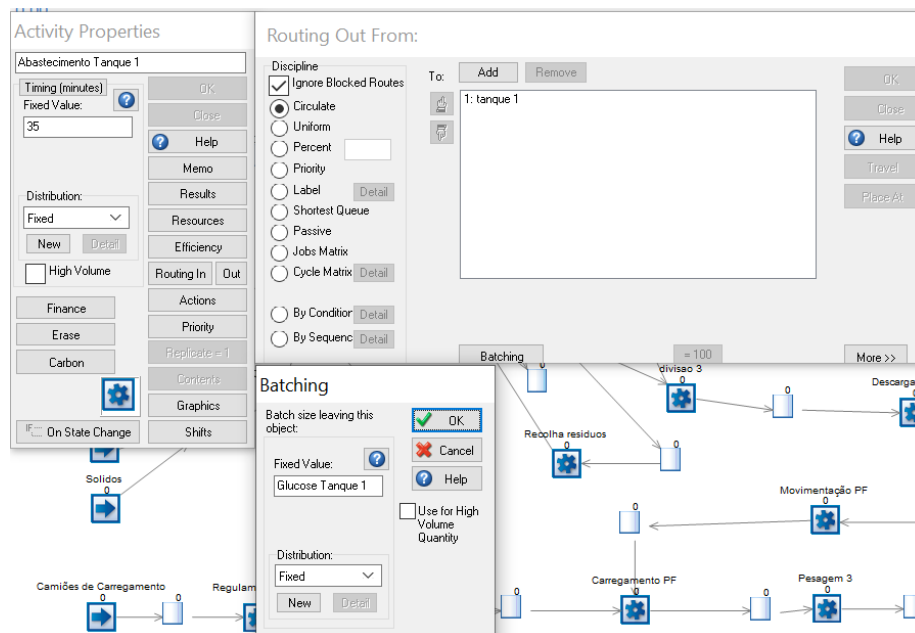 Activity Properties
Abastecimento Tanque 1
Timing (minutes)
Fixed Value:
35
Distribution:
Fixed
New
Detail
High Volume
Finance
Erase
Carbon
On State Change
OK
Close
Help
Memo
Results
Resources
Efficiency
Routing In
Out
Actions
Priority
Replicate = 1
Contents
Graphics
Shifts
Routing Out From:
Discipline
Ignore Blocked Routes
Circulate
Uniform
Percent
Priority
Label
Detail
Shortest Queue
Passive
Jobs Matrix
Cycle Matrix
Detail
By Condition
Detail
By Sequenc
Detail
To:
Add
Remove
1: tanque 1
OK
Close
Help
Travel
Place At
Batching
= 100
More >>
Batching
Batch size leaving this
object:
Fixed Value:
Glucose Tanque 1
Distribution:
Fixed
New
Detail
OK
Cancel
Help
Use for High
Volume
Quantity
0
divisao 3
0
0
Descarga
0
Recolha residuos
0
0
Solidos
0
0
Movimentação PF
0
Camiões de Carregamento
0
0
Regulam
0
Carregamento PF
0
0
Pesagem 3
0
0